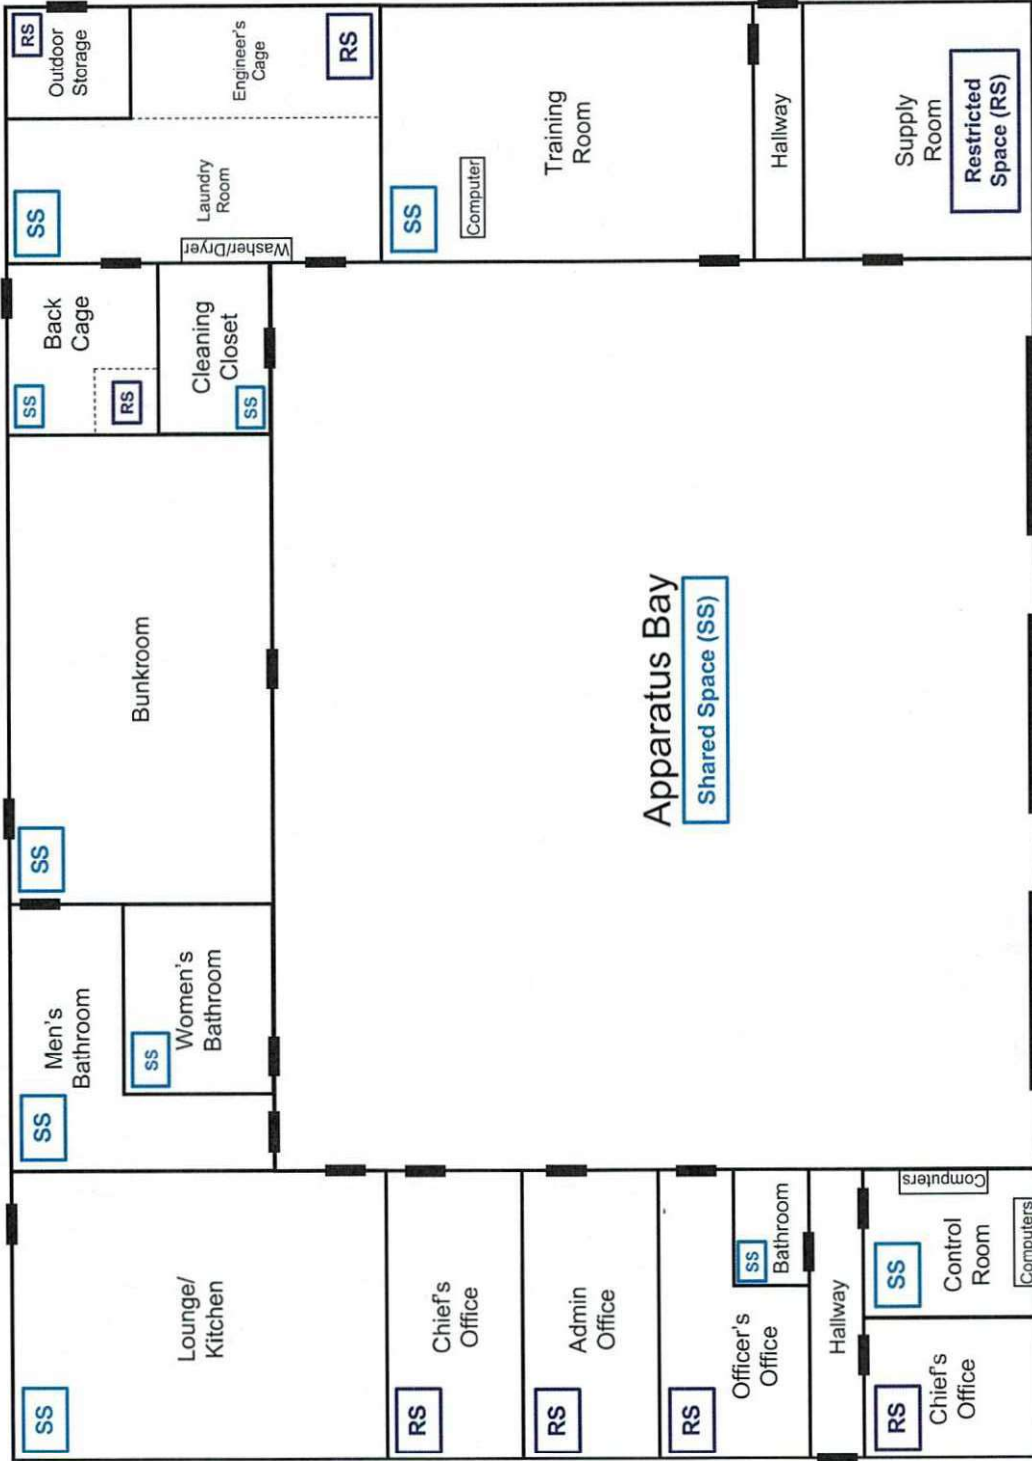 SS
Lounge/
Kitchen
RS
Chief's
Office
RS
Admin
Office
RS
Officer's
Office
SS
Bathroom
Hallway
RS
Chief's
Office
SS
Control
Room
Computers
Computers
SS
Men's
Bathroom
SS
Women's
Bathroom
SS
Bunkroom
SS
Back
Cage
RS
Cleaning
Closet
SS
Apparatus Bay
Shared Space (SS)
SS
Laundry
Room
Washer/Dryer
RS
Outdoor
Storage
Engineer's
Cage
RS
SS
Computer
Training
Room
Hallway
Supply
Room
Restricted
Space (RS)